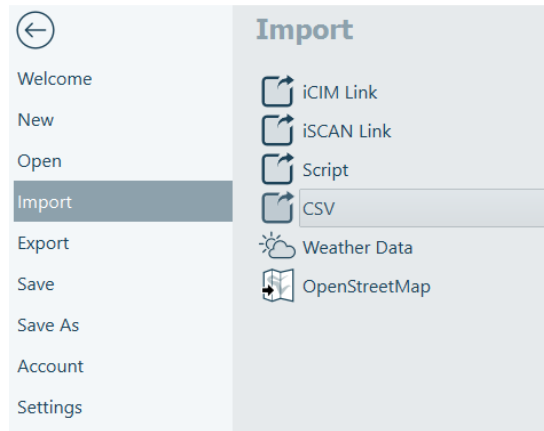 Welcome
New
Open
Import
Export
Save
Save As
Account
Settings
Import
iCIM Link
iSCAN Link
Script
CSV
Weather Data
OpenStreetMap